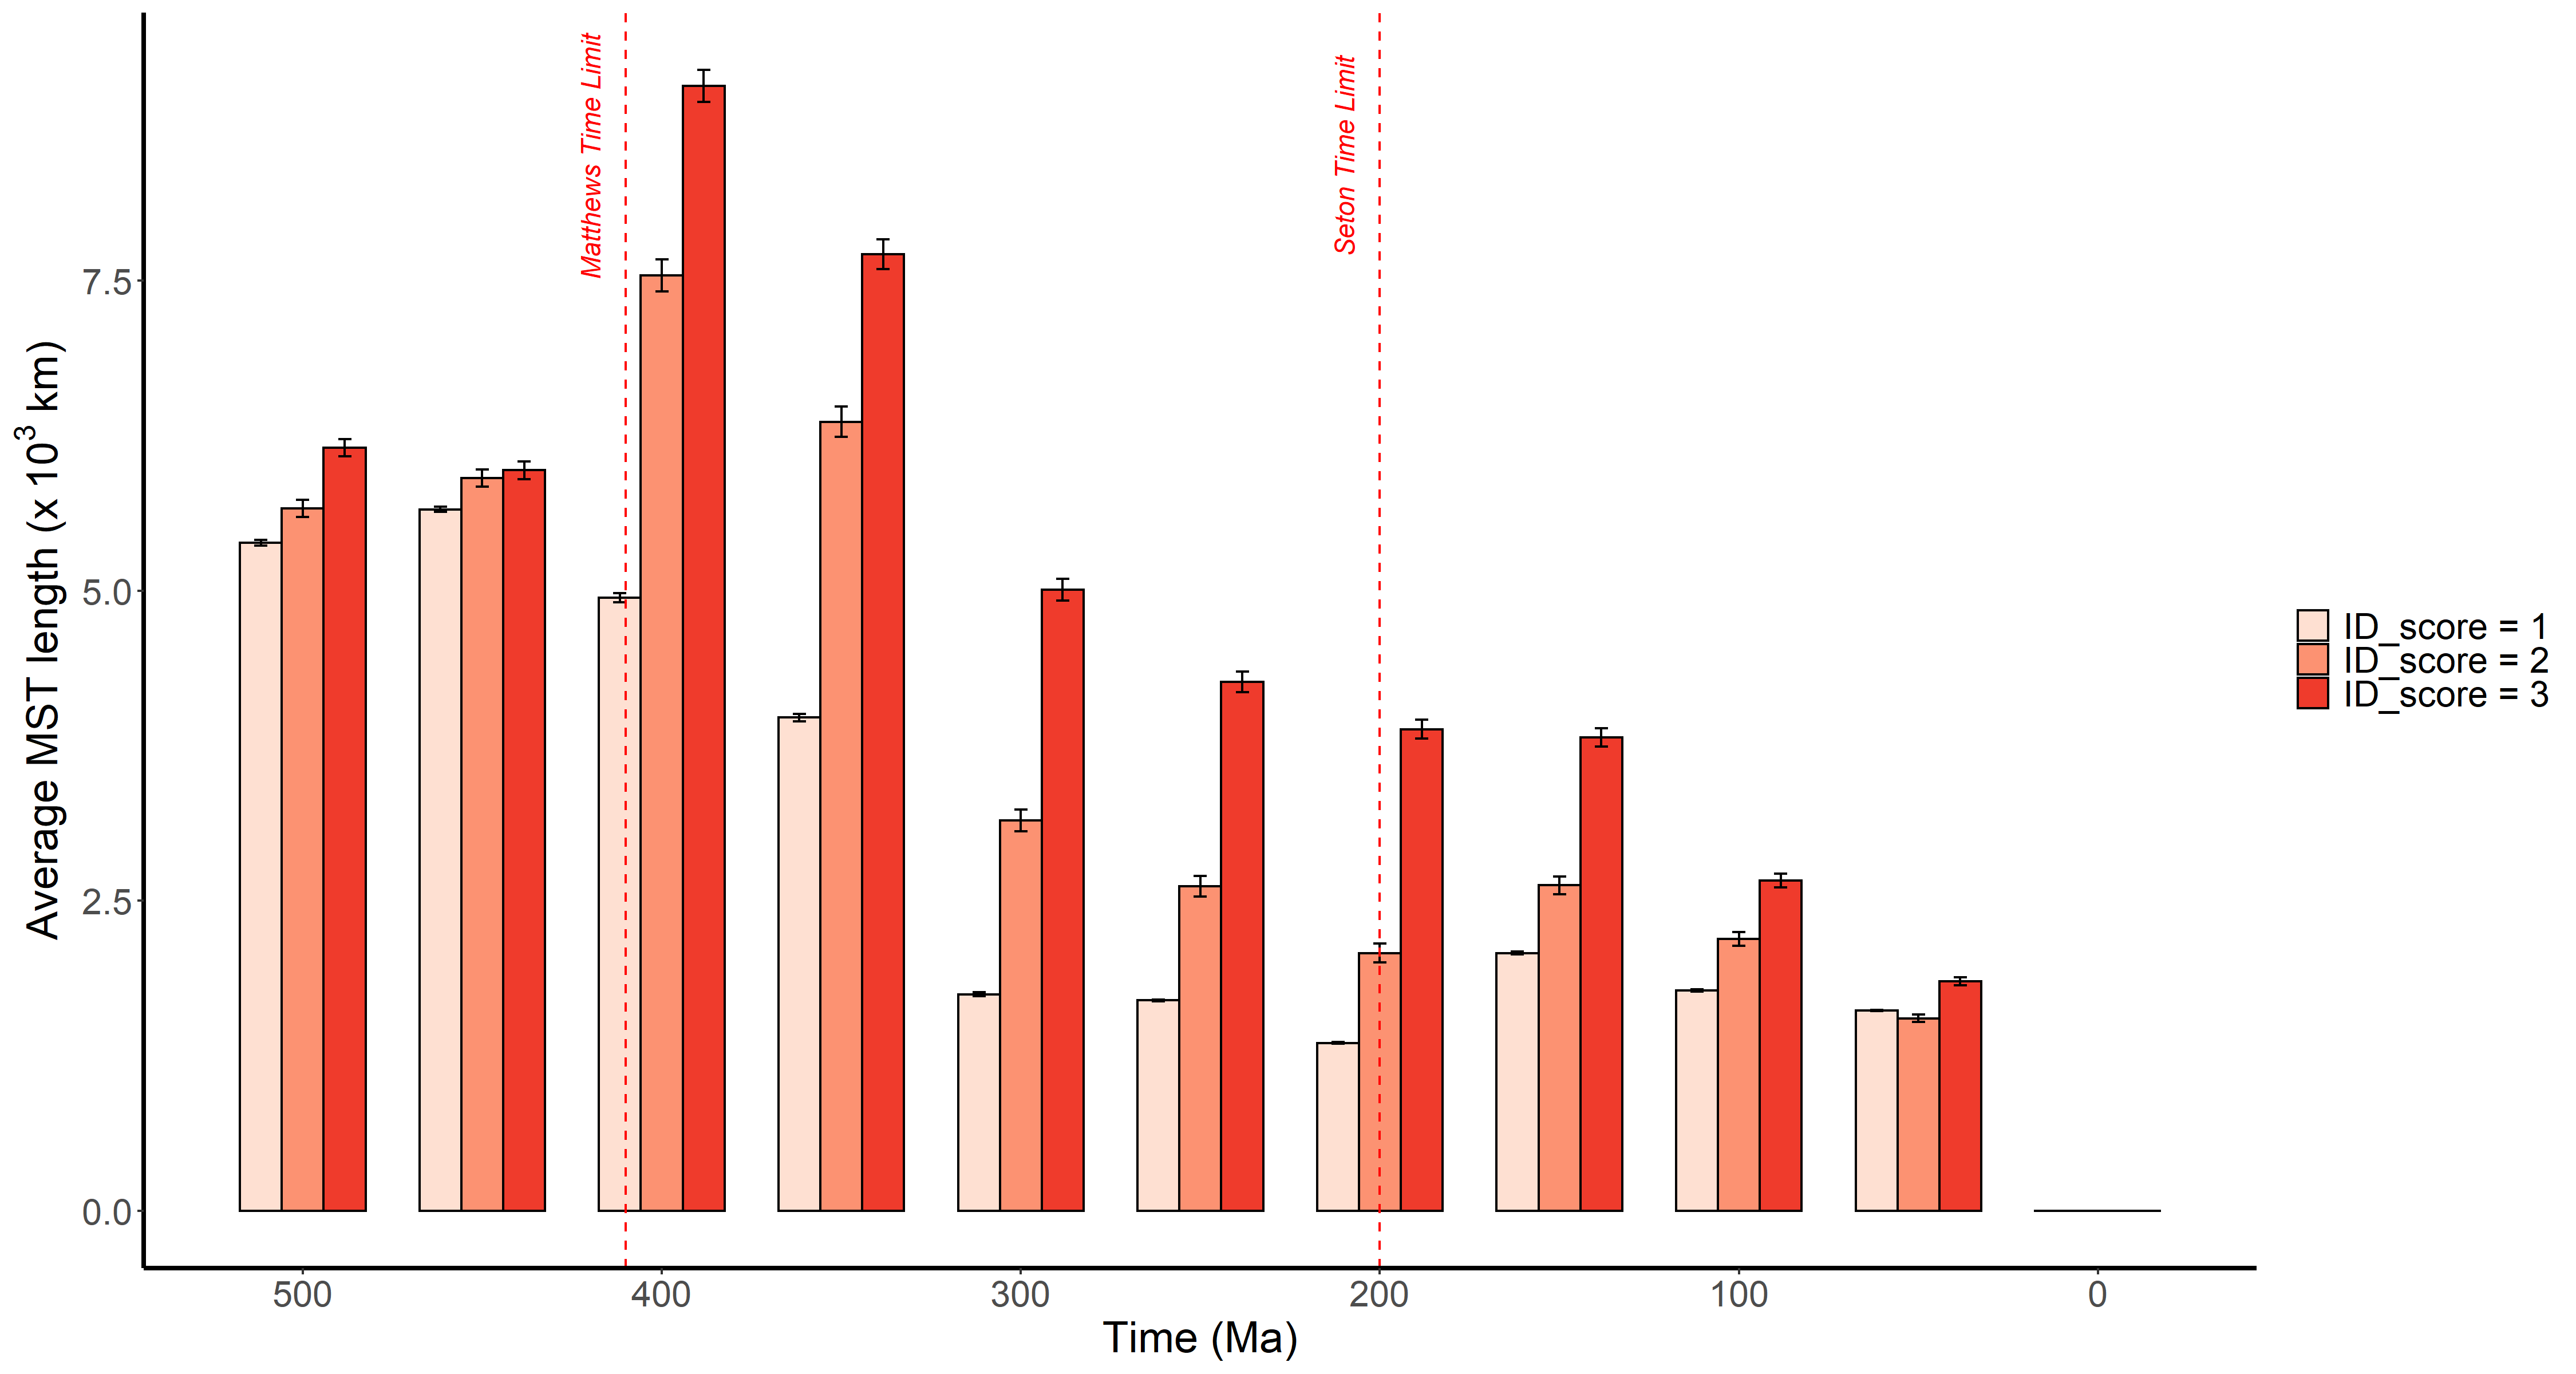 Matthews Time Limit
Seton Time Limit
Average MST length (x 10³ km)
7.5
5.0
2.5
0.0
500
400
300
200
100
0
Time (Ma)
ID_score = 1
ID_score = 2
ID_score = 3